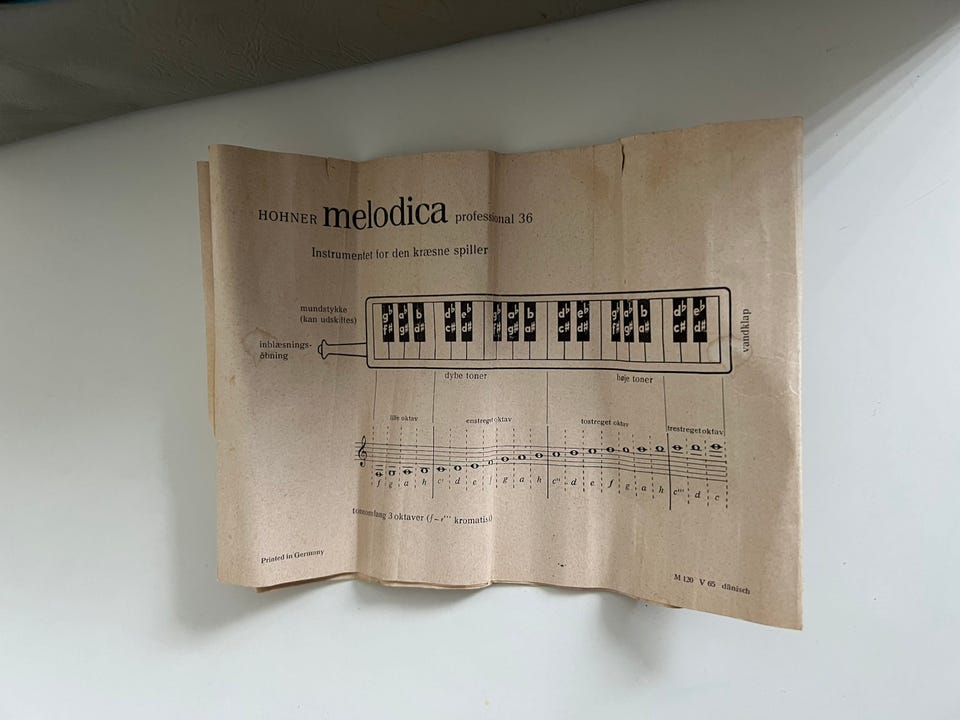 HOHNER melodica professional 36
Instrumentet for den kræsne spiller
mundstykke
(kan udskiftes)
inblæsnings-
öbning
g♭ a♭ b d♭ e♭ g♭ a♭ b d♭ e♭ g♭ a♭ b d♭ e♭
f# g# a# c# d# f# g# a# c# d# f# g# a# c# d#
vandklap
dybe toner høje toner
lille oktav enstreget oktav tostreget oktav trestreget oktav
f g a h c' d e f g a h c'' d e f g a h c''' d e
toneomfang 3 oktaver (f – e''' kromatisk)
Printed in Germany
M 120 V 65 dänisch